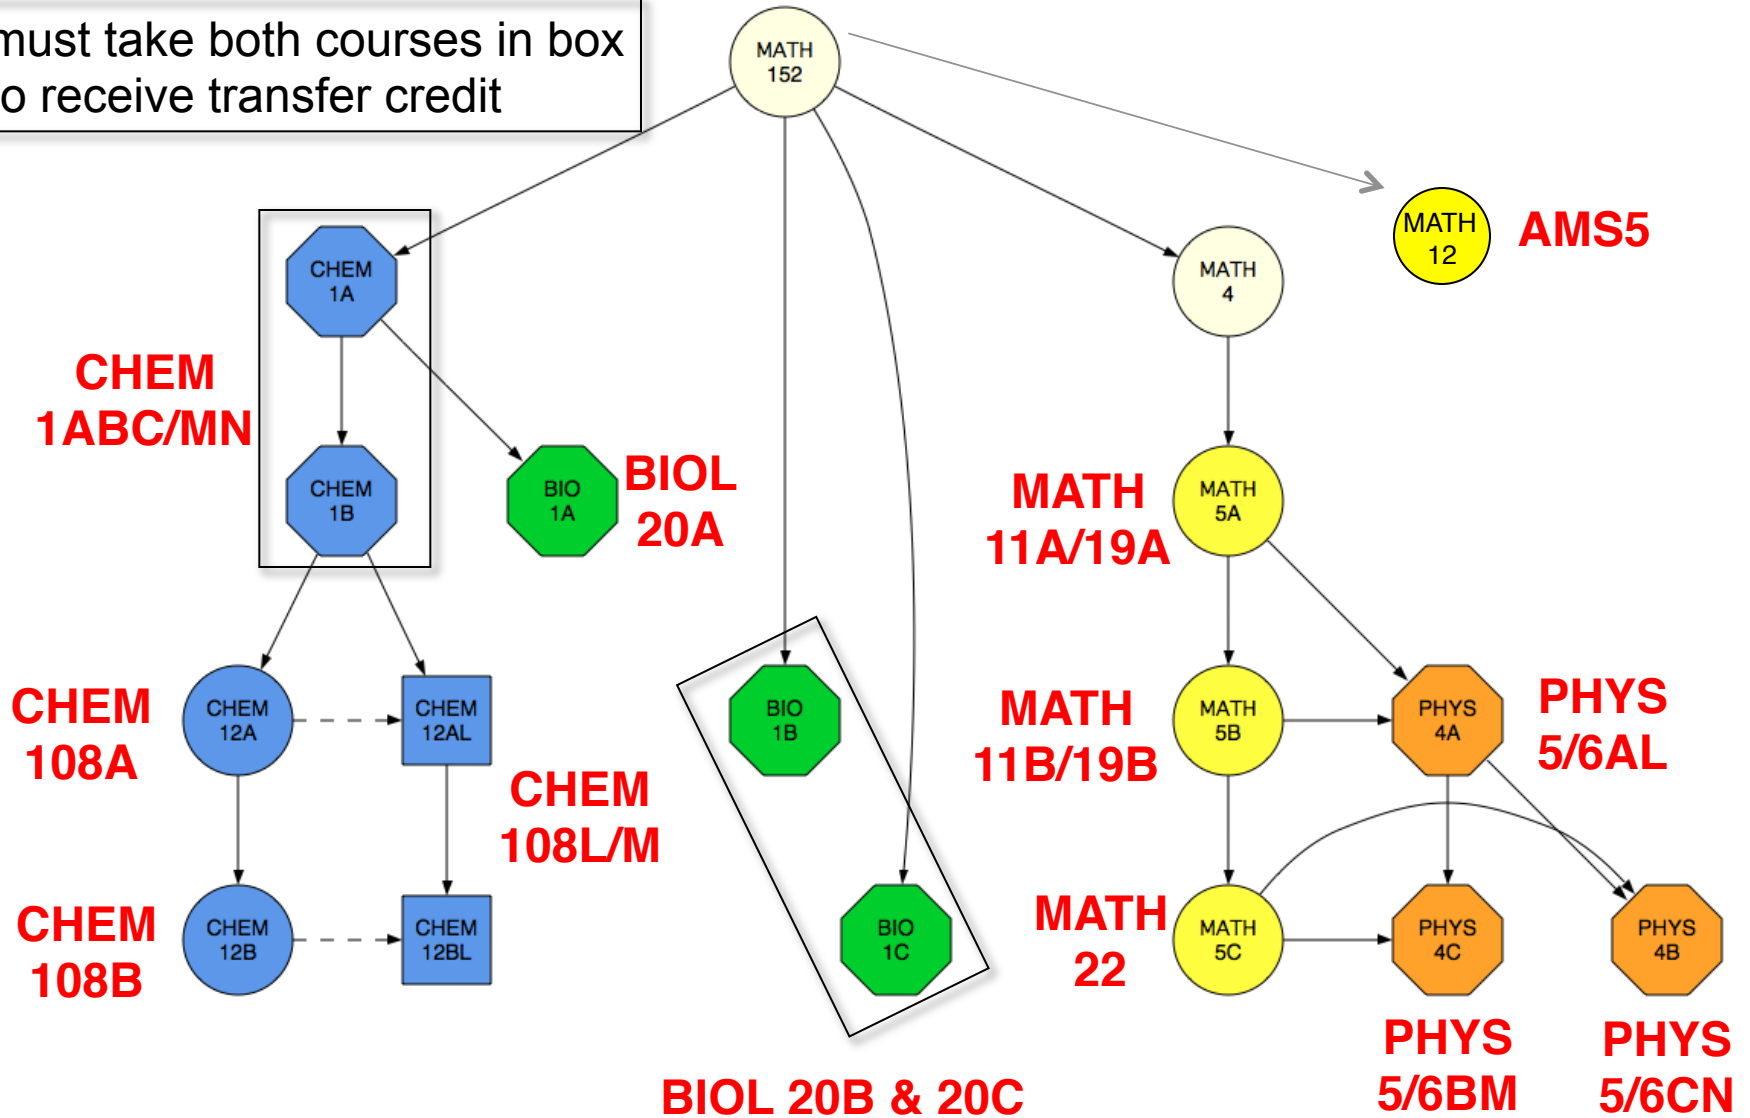 must take both courses in box
o receive transfer credit
MATH
152
MATH
12
AMS5
CHEM
1A
MATH
4
CHEM
1ABC/MN
CHEM
1B
BIO
1A
BIOL
20A
MATH
11A/19A
MATH
5A
CHEM
108A
CHEM
12A
CHEM
12AL
CHEM
108L/M
BIO
1B
MATH
11B/19B
MATH
5B
PHYS
4A
PHYS
5/6AL
CHEM
108B
CHEM
12B
CHEM
12BL
BIO
1C
MATH
22
MATH
5C
PHYS
4C
PHYS
4B
BIOL 20B & 20C
PHYS
5/6BM
PHYS
5/6CN